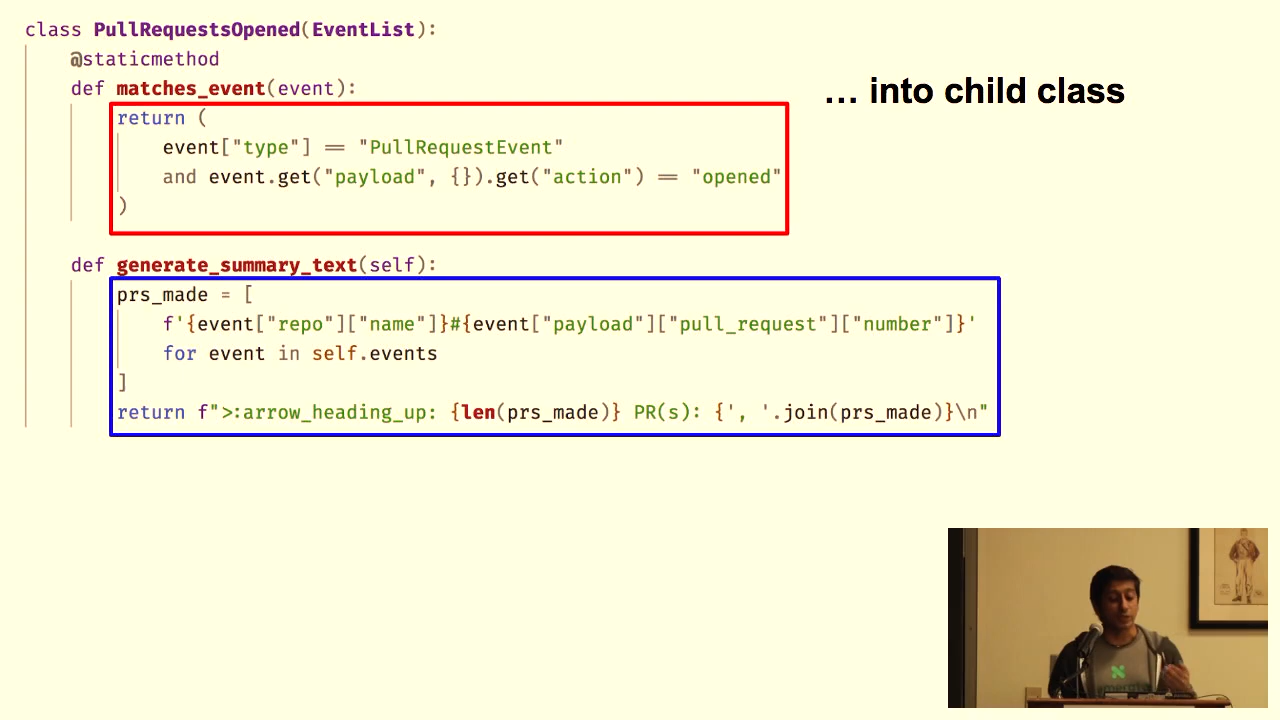 class PullRequestsOpened(EventList):
@staticmethod
def matches_event(event):
… into child class
return (
event["type"] == "PullRequestEvent"
and event.get("payload", {}).get("action") == "opened"
)
def generate_summary_text(self):
prs_made = [
f'{event["repo"]["name"]}#{event["payload"]["pull_request"]["number"]}'
for event in self.events
]
return f">:arrow_heading_up: {len(prs_made)} PR(s): {', '.join(prs_made)}\n"